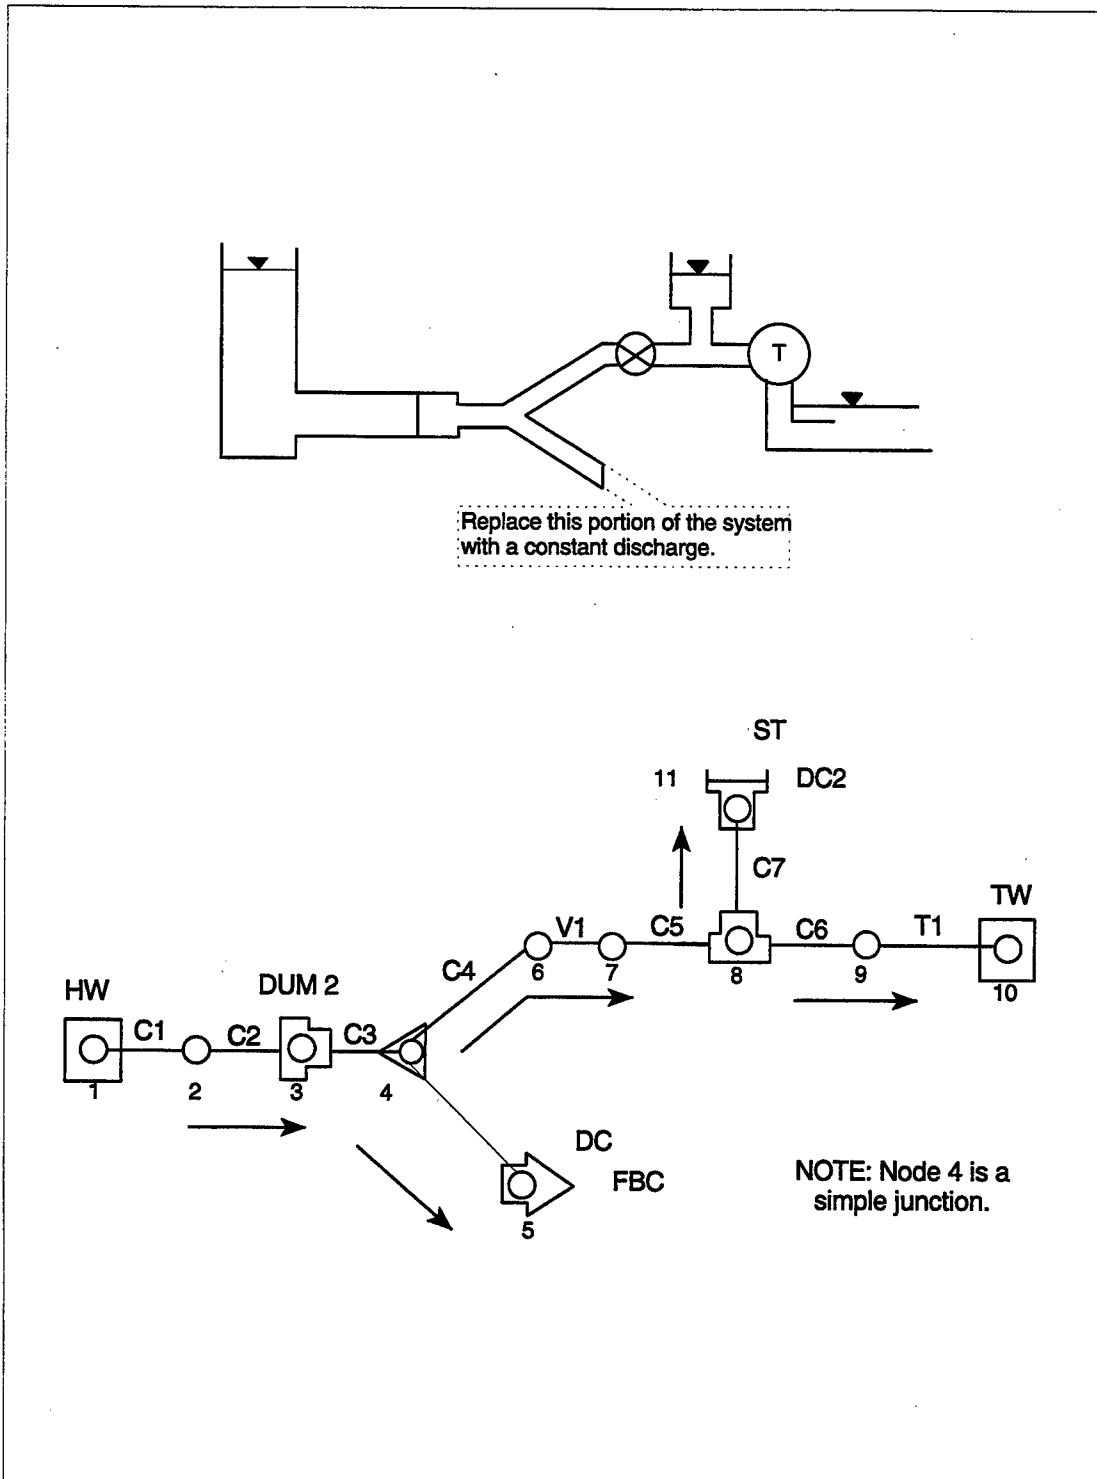 T
Replace this portion of the system
with a constant discharge.
ST
11
DC2
C7
TW
V1
C5
C6
T1
6
7
8
9
10
C4
HW
DUM 2
C1
C2
C3
1
2
3
4
DC
FBC
5
NOTE: Node 4 is a
simple junction.